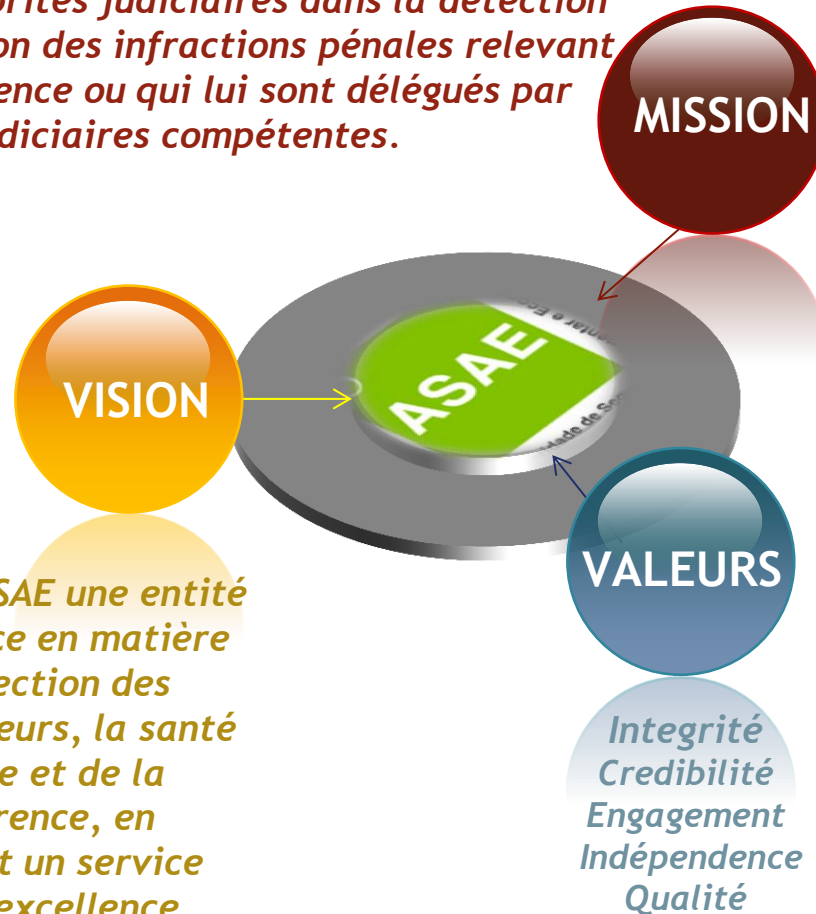 orités judiciaires dans la détection
on des infractions pénales relevant
ence ou qui lui sont délégués par
diciaires compétentes.
MISSION
ASAE
VISION
VALEURS
SAE une entité
ce en matière
ection des
eurs, la santé
e et de la
rence, en
t un service
excellence
Integrité
Credibilité
Engagement
Indépendence
Qualité